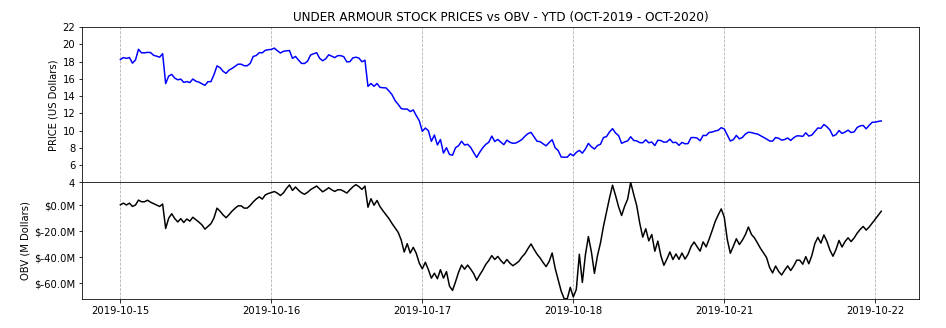 UNDER ARMOUR STOCK PRICES vs OBV - YTD (OCT-2019 - OCT-2020)
PRICE (US Dollars)
22
20
18
16
14
12
10
8
6
4
OBV (M Dollars)
$0.0M
$-20.0M
$-40.0M
$-60.0M
2019-10-15 2019-10-16 2019-10-17 2019-10-18 2019-10-21 2019-10-22